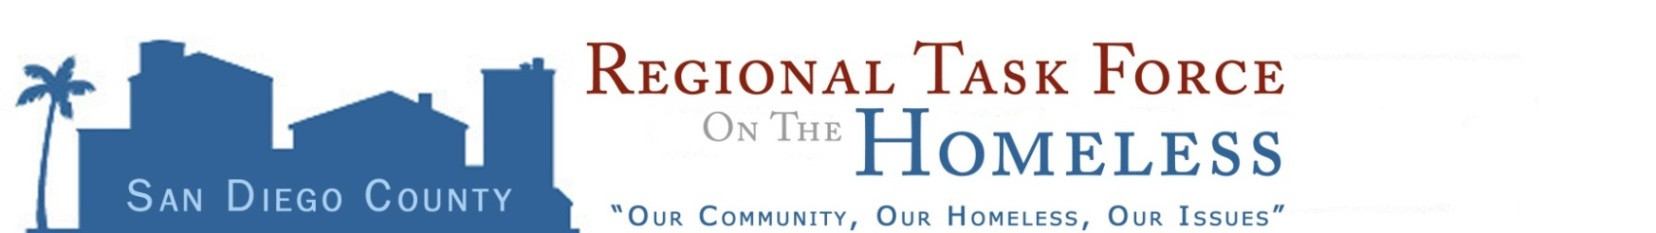 San Diego County
Regional Task Force
On The Homeless
"Our Community, Our Homeless, Our Issues"